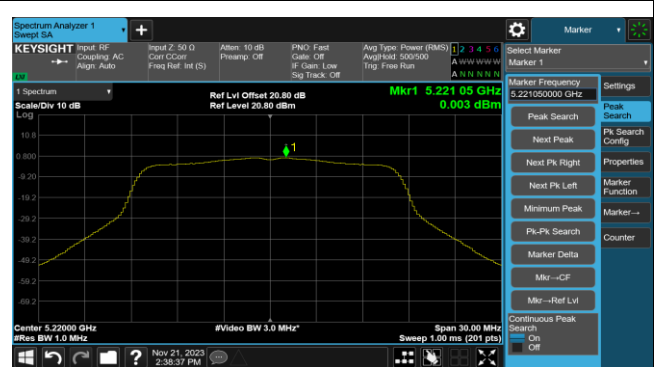 Spectrum Analyzer 1
Swept SA
+
Marker
KEYSIGHT
Input: RF
Coupling: AC
Align: Auto
Input Z: 50 Ω
Corr CCorr
Freq Ref: Int (S)
Atten: 10 dB
Preamp: Off
PNO: Fast
Gate: Off
IF Gain: Low
Sig Track: Off
Avg Type: Power (RMS)
Avg|Hold: 500/500
Trig: Free Run
1 2 3 4 5 6
A W W W W W
A N N N N N
LV
Select Marker
Marker 1
1 Spectrum
Scale/Div 10 dB
Log
Ref Lvl Offset 20.80 dB
Ref Level 20.80 dBm
Mkr1 5.221 05 GHz
0.003 dBm
10.8
0.800
-9.20
-19.2
-29.2
-39.2
-49.2
-59.2
-69.2
1
Center 5.22000 GHz
#Res BW 1.0 MHz
#Video BW 3.0 MHz*
Span 30.00 MHz
Sweep 1.00 ms (201 pts)
Marker Frequency
5.221050000 GHz
Peak Search
Next Peak
Next Pk Right
Next Pk Left
Minimum Peak
Pk-Pk Search
Marker Delta
Mkr→CF
Mkr→Ref Lvl
Continuous Peak
Search
On
Off
Settings
Peak
Search
Pk Search
Config
Properties
Marker
Function
Marker→
Counter
?
Nov 21, 2023
2:38:37 PM